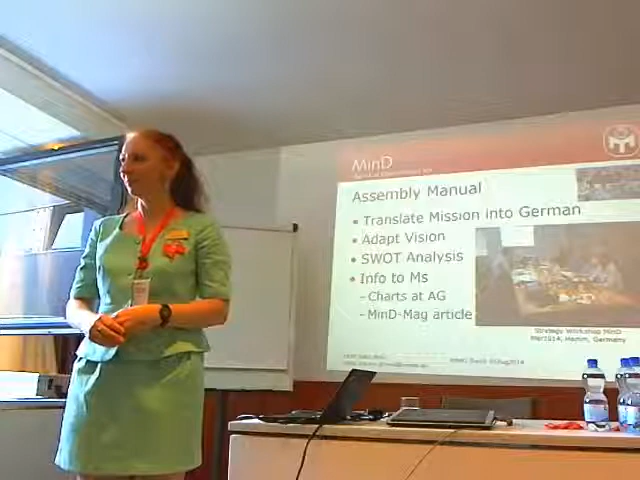 MinD
Assembly Manual
• Translate Mission into German
• Adapt Vision
• SWOT Analysis
• Info to Ms
– Charts at AG
– MinD-Mag article
Strategy Workshop MinD
Mar2014, Hamm, Germany